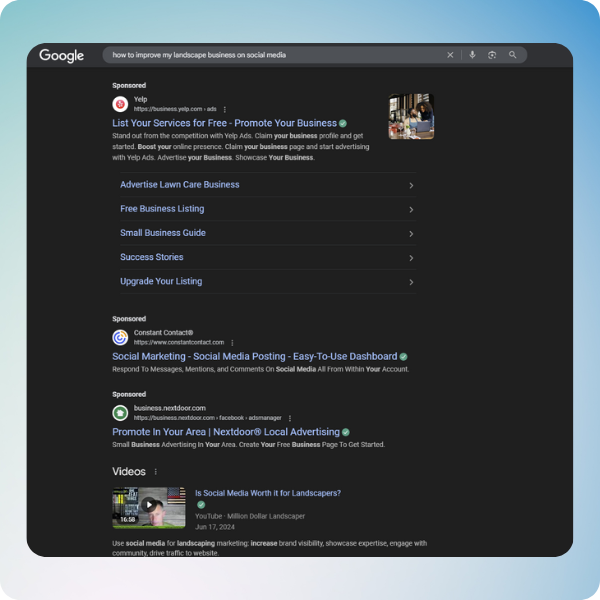 Google
how to improve my landscape business on social media
Sponsored
Yelp
https://business.yelp.com › ads
List Your Services for Free - Promote Your Business
Stand out from the competition with Yelp Ads. Claim your business profile and get
started. Boost your online presence. Claim your business page and start advertising
with Yelp Ads. Advertise your Business. Showcase Your Business.
Advertise Lawn Care Business
Free Business Listing
Small Business Guide
Success Stories
Upgrade Your Listing
Sponsored
Constant Contact®
https://www.constantcontact.com
Social Marketing - Social Media Posting - Easy-To-Use Dashboard
Respond To Messages, Mentions, and Comments On Social Media All From Within Your Account.
Sponsored
business.nextdoor.com
https://business.nextdoor.com › facebook › adsmanager
Promote In Your Area | Nextdoor® Local Advertising
Small Business Advertising In Your Area. Create Your Free Business Page To Get Started.
Videos
16:58
Is Social Media Worth it for Landscapers?
YouTube · Million Dollar Landscaper
Jun 17, 2024
Use social media for landscaping marketing: increase brand visibility, showcase expertise, engage with
community, drive traffic to website.